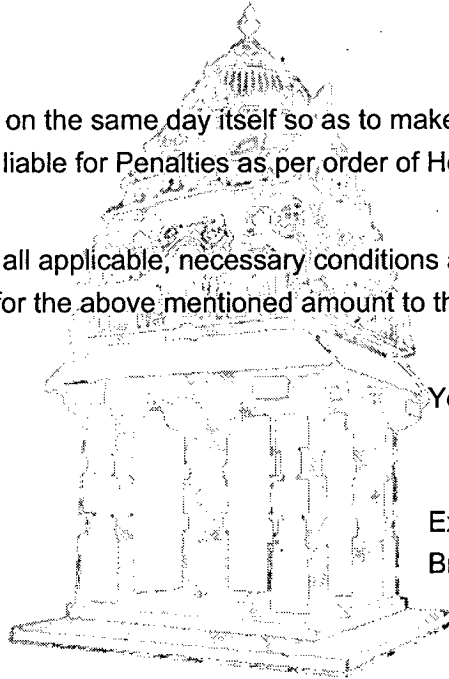 on the same day itself so as to make
liable for Penalties as per order of
all applicable, necessary conditions
for the above mentioned amount to